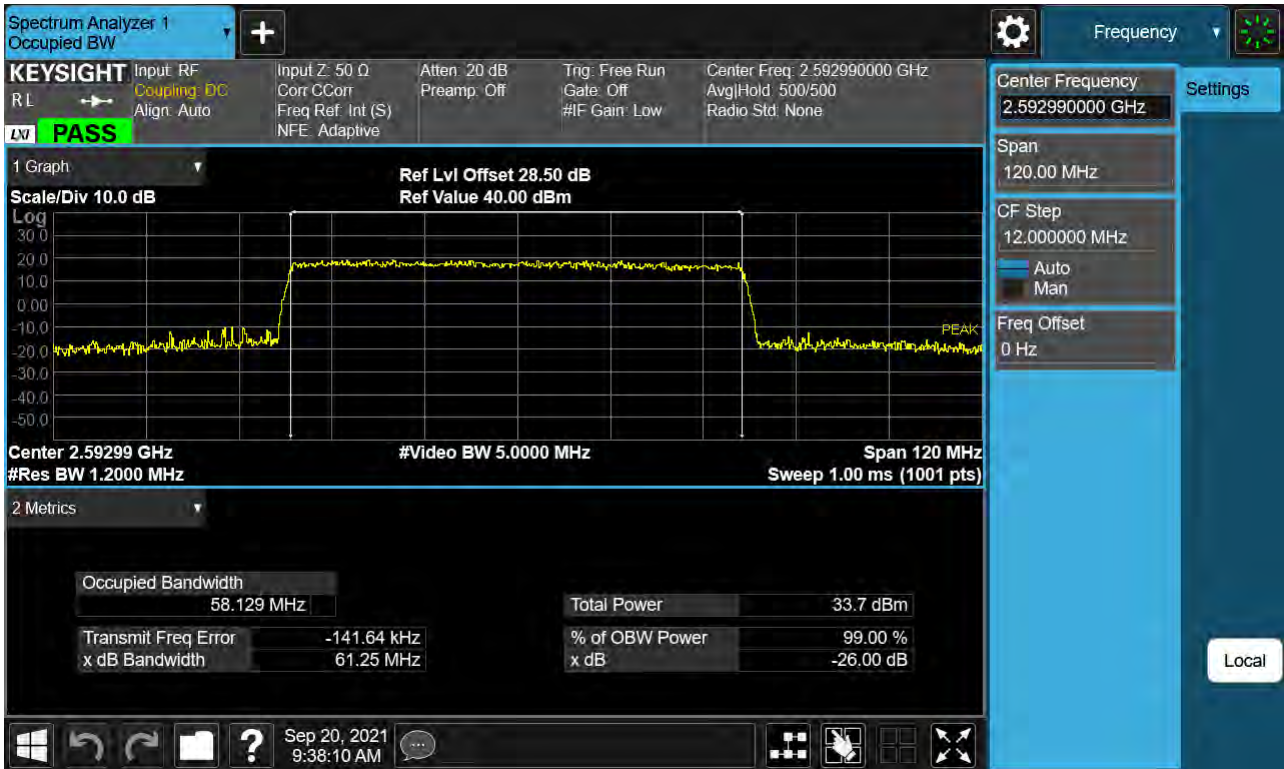 Spectrum Analyzer 1
Occupied BW
+
Frequency
KEYSIGHT
R L
LXI PASS
Input: RF
Coupling: DC
Align: Auto
Input Z: 50 Ω
Corr CCorr
Freq Ref: Int (S)
NFE: Adaptive
Atten: 20 dB
Preamp: Off
Trig: Free Run
Gate: Off
#IF Gain: Low
Center Freq: 2.592990000 GHz
Avg|Hold: 500/500
Radio Std: None
Center Frequency
2.592990000 GHz
Settings
Span
120.00 MHz
CF Step
12.000000 MHz
Auto
Man
Freq Offset
0 Hz
Local
1 Graph
Scale/Div 10.0 dB
Ref Lvl Offset 28.50 dB
Ref Value 40.00 dBm
Log
30.0
20.0
10.0
0.00
-10.0
-20.0
-30.0
-40.0
-50.0
PEAK
Center 2.59299 GHz
#Video BW 5.0000 MHz
Span 120 MHz
#Res BW 1.2000 MHz
Sweep 1.00 ms (1001 pts)
2 Metrics
Occupied Bandwidth
58.129 MHz
Total Power 33.7 dBm
Transmit Freq Error -141.64 kHz
% of OBW Power 99.00 %
x dB Bandwidth 61.25 MHz
x dB -26.00 dB
?
Sep 20, 2021
9:38:10 AM